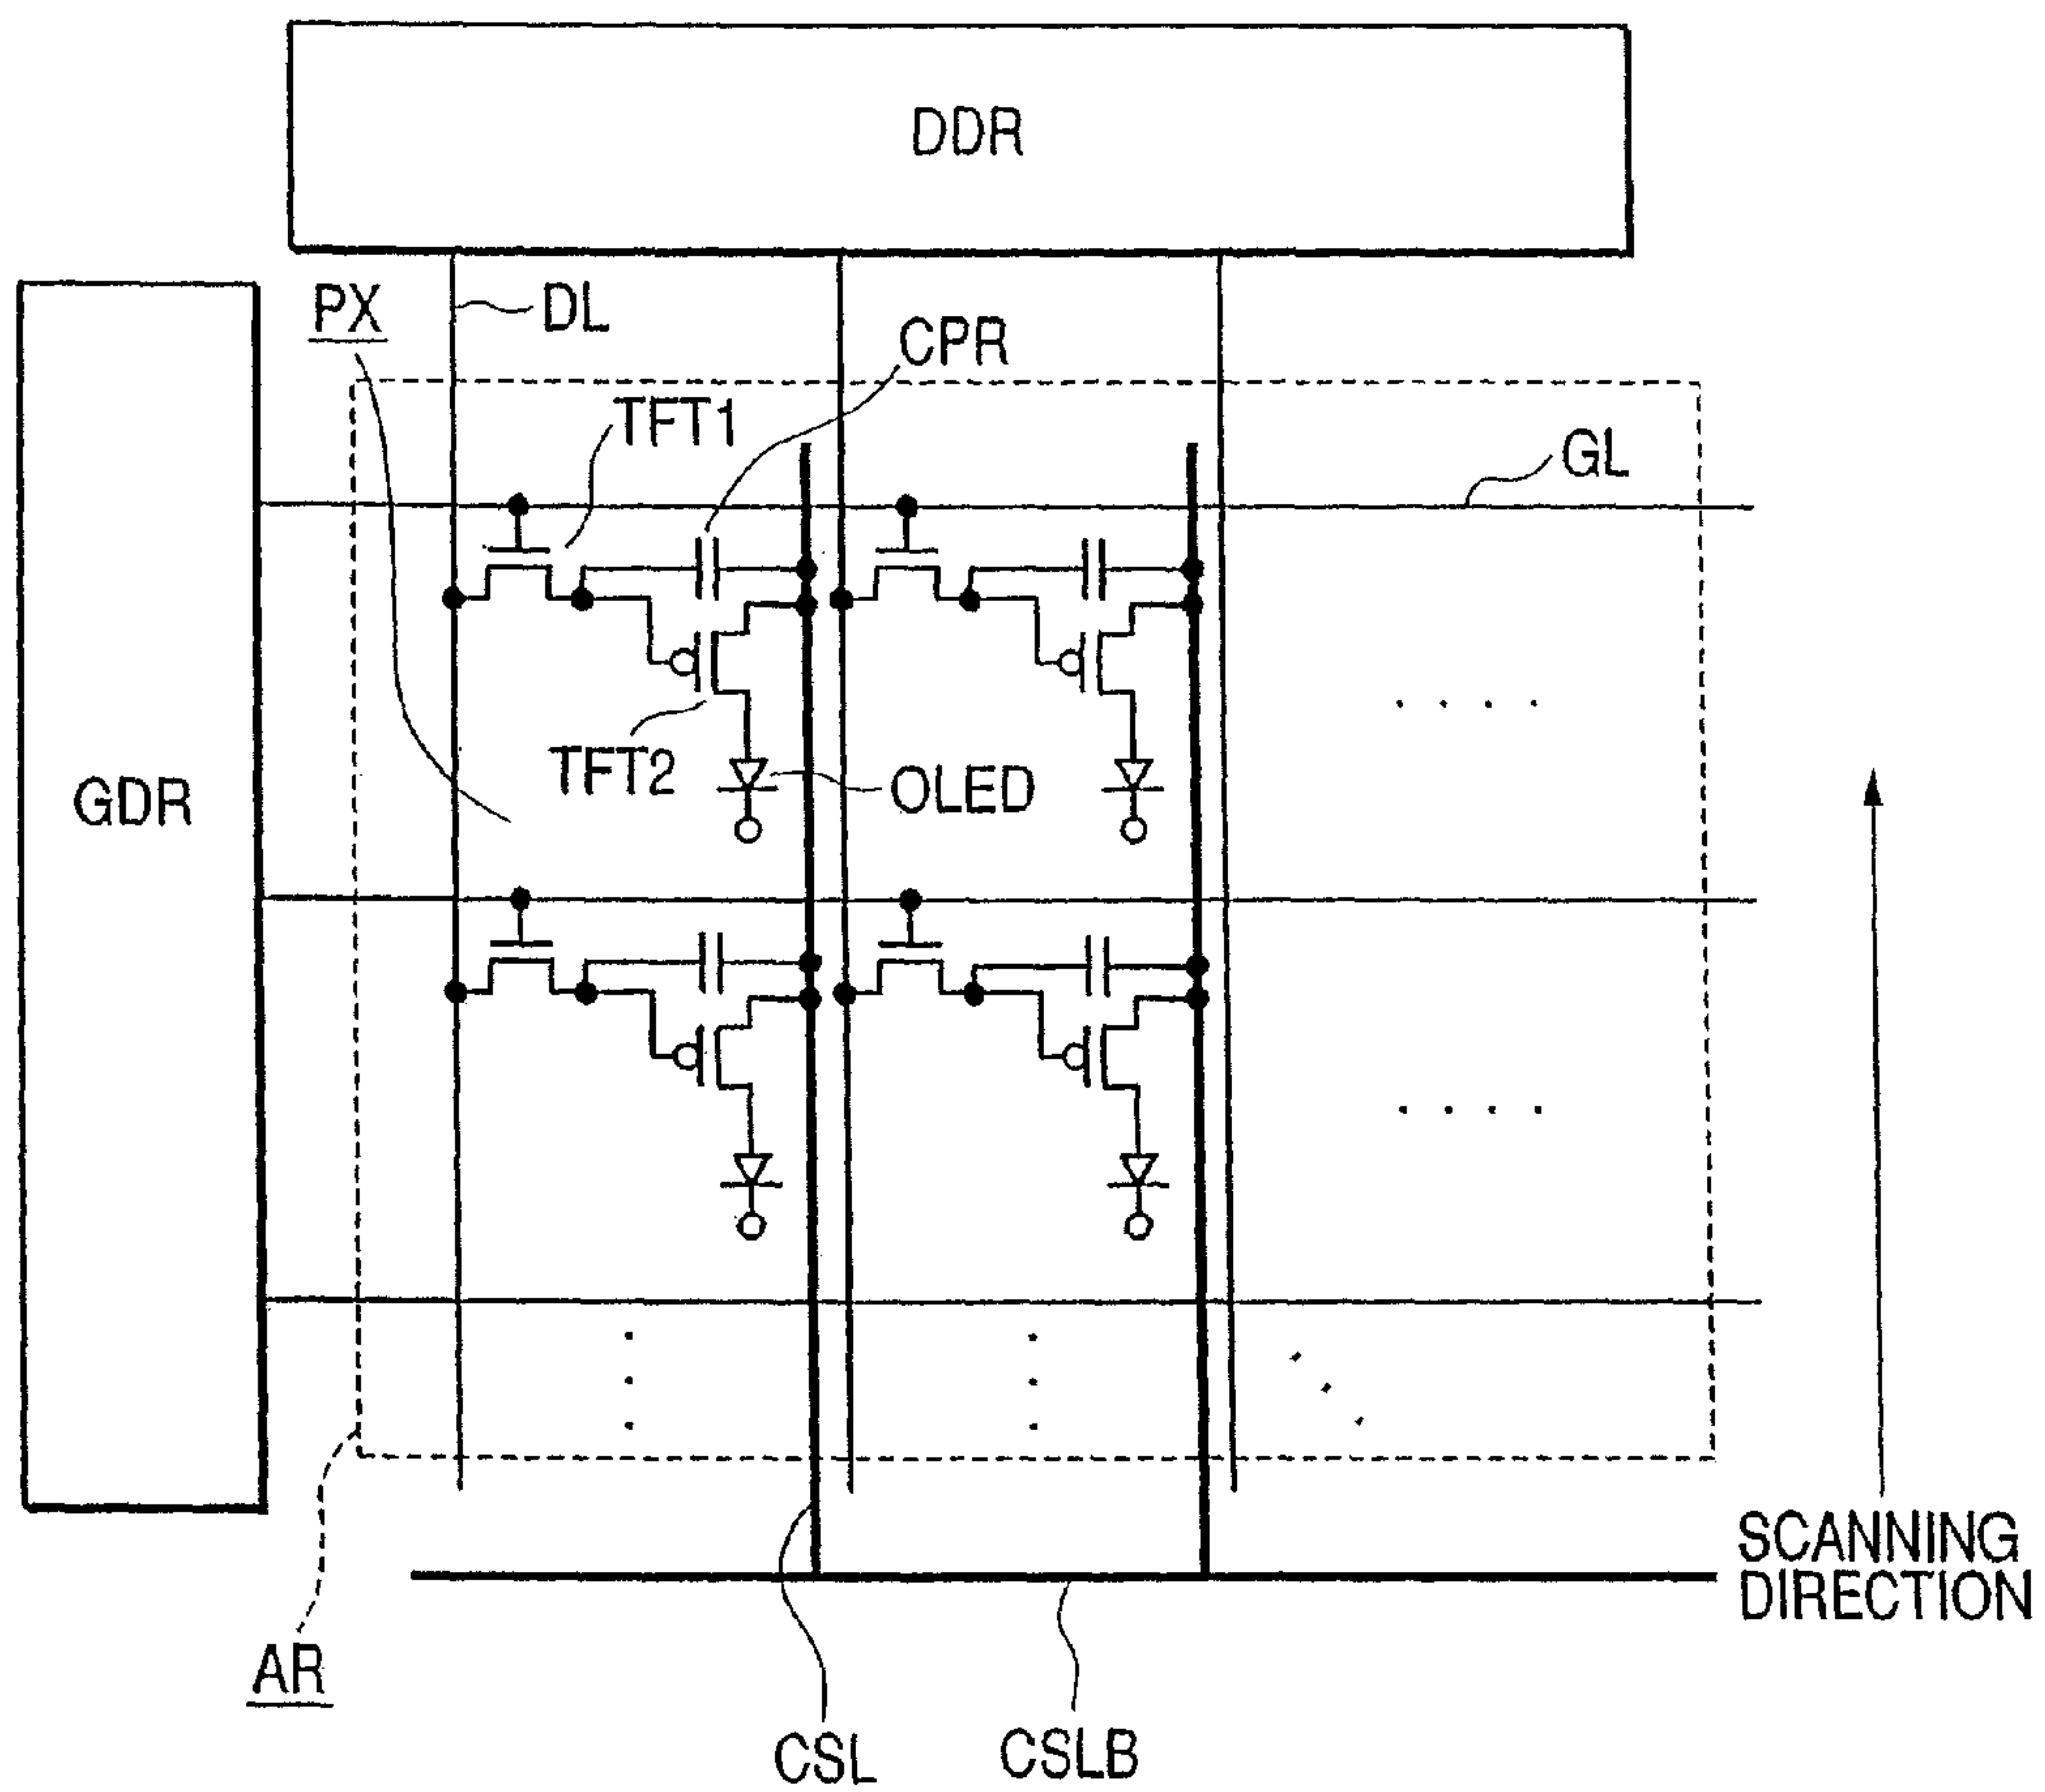 DDR
PX
DL
CPR
TFT1
GL
TFT2
OLED
GDR
SCANNING
DIRECTION
AR
CSL
CSLB